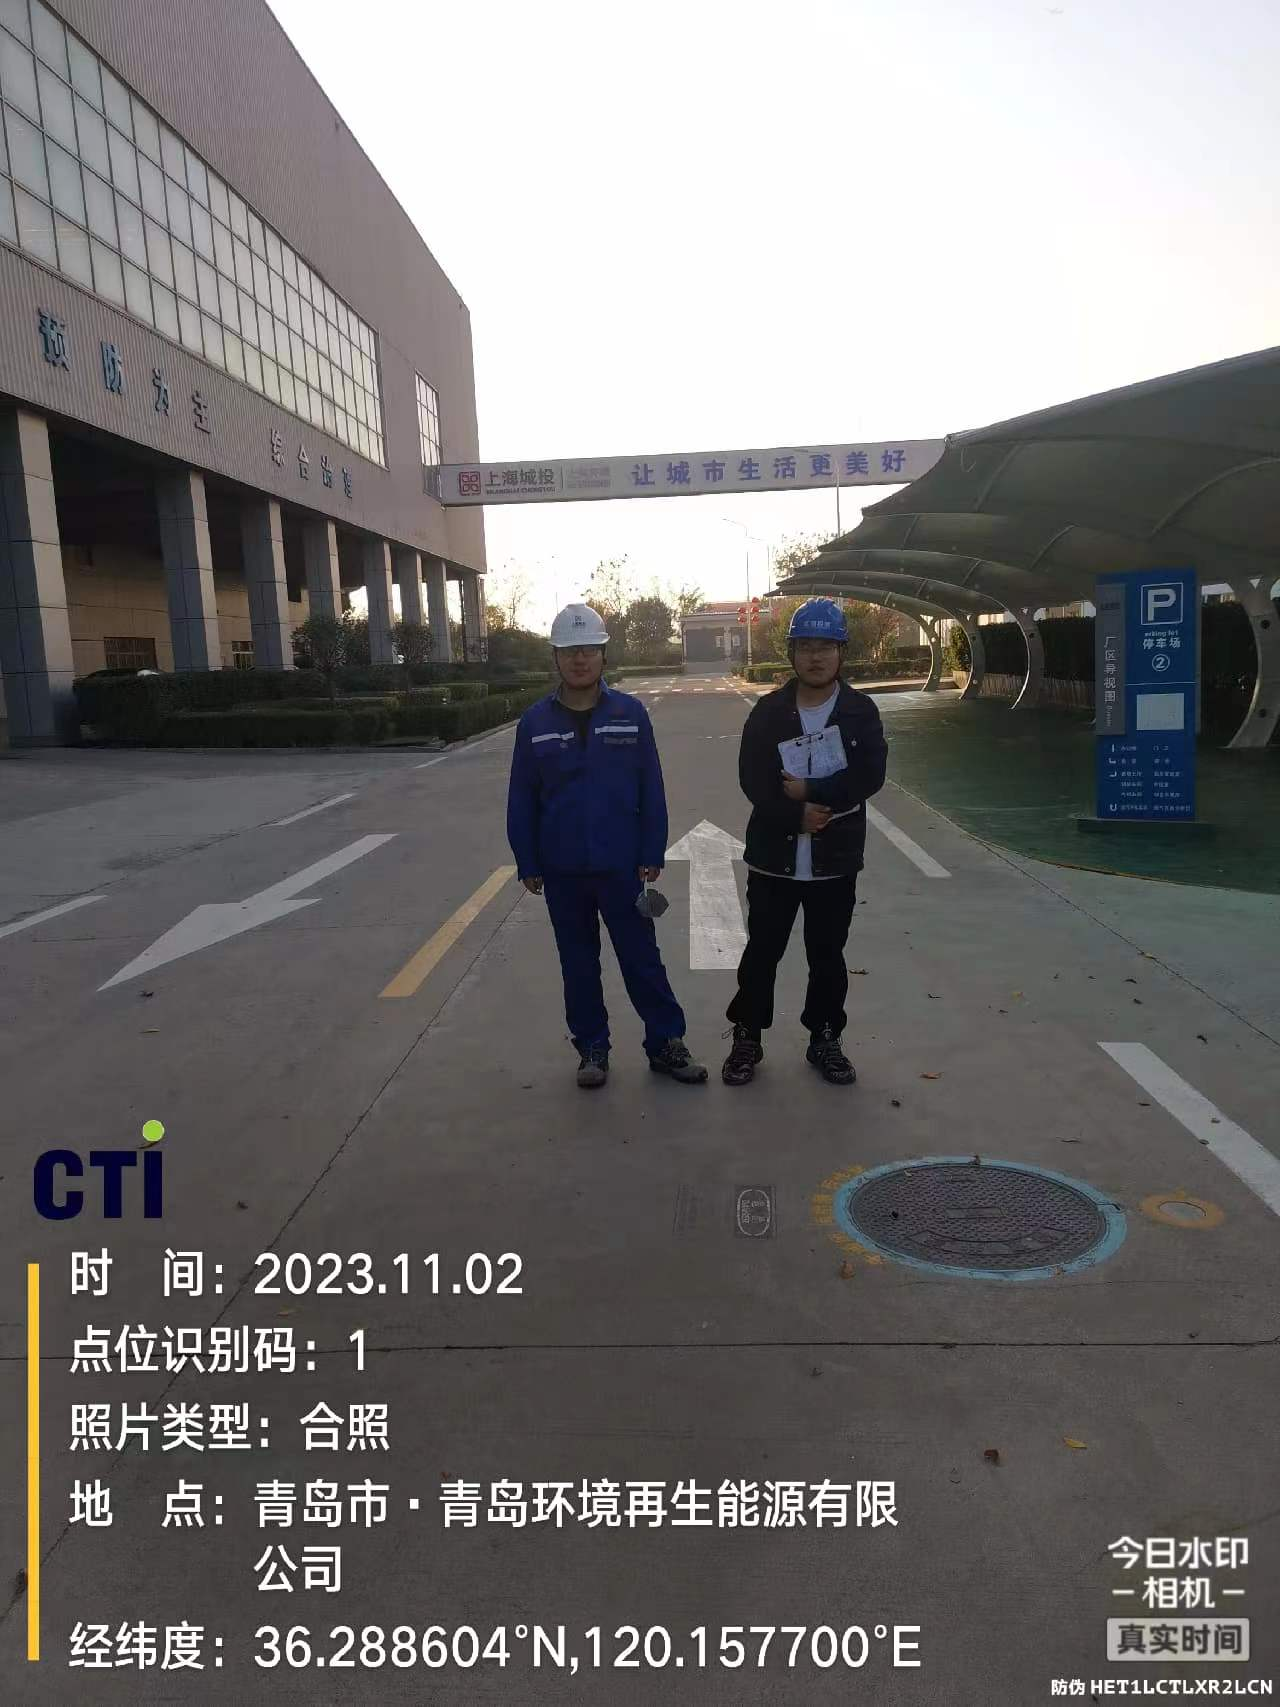 预防为主 综合治理
上海城投
SHANGHAI CHENGTOU
让城市生活更美好
P
停车场
②
厂区导视图
CTI
时 间：2023.11.02
点位识别码：1
照片类型：合照
地 点：青岛市·青岛环境再生能源有限
公司
经纬度：36.288604°N,120.157700°E
今日水印
-相机-
真实时间
防伪 HET1LCTLXR2LCN